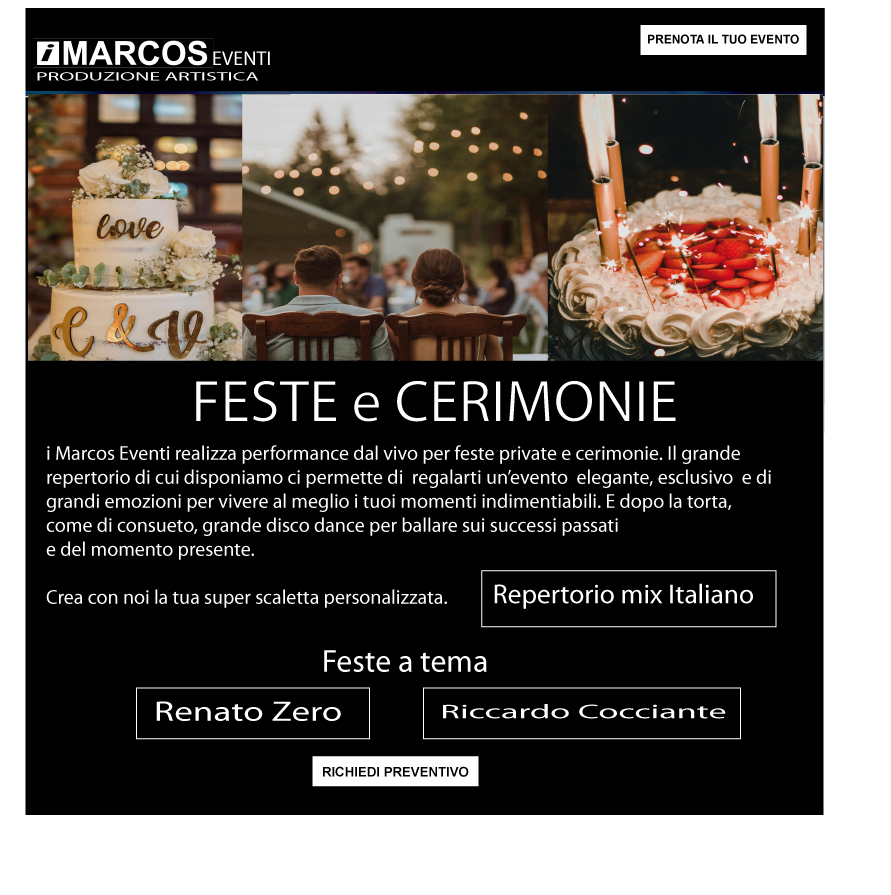 PRENOTA IL TUO EVENTO
i MARCOS EVENTI
PRODUZIONE ARTISTICA
love
C & V
FESTE e CERIMONIE
i Marcos Eventi realizza performance dal vivo per feste private e cerimonie. Il grande
repertorio di cui disponiamo ci permette di regalarti un'evento elegante, esclusivo e di
grandi emozioni per vivere al meglio i tuoi momenti indimentiabili. E dopo la torta,
come di consueto, grande disco dance per ballare sui successi passati
e del momento presente.
Crea con noi la tua super scaletta personalizzata.
Repertorio mix Italiano
Feste a tema
Renato Zero
Riccardo Cocciante
RICHIEDI PREVENTIVO